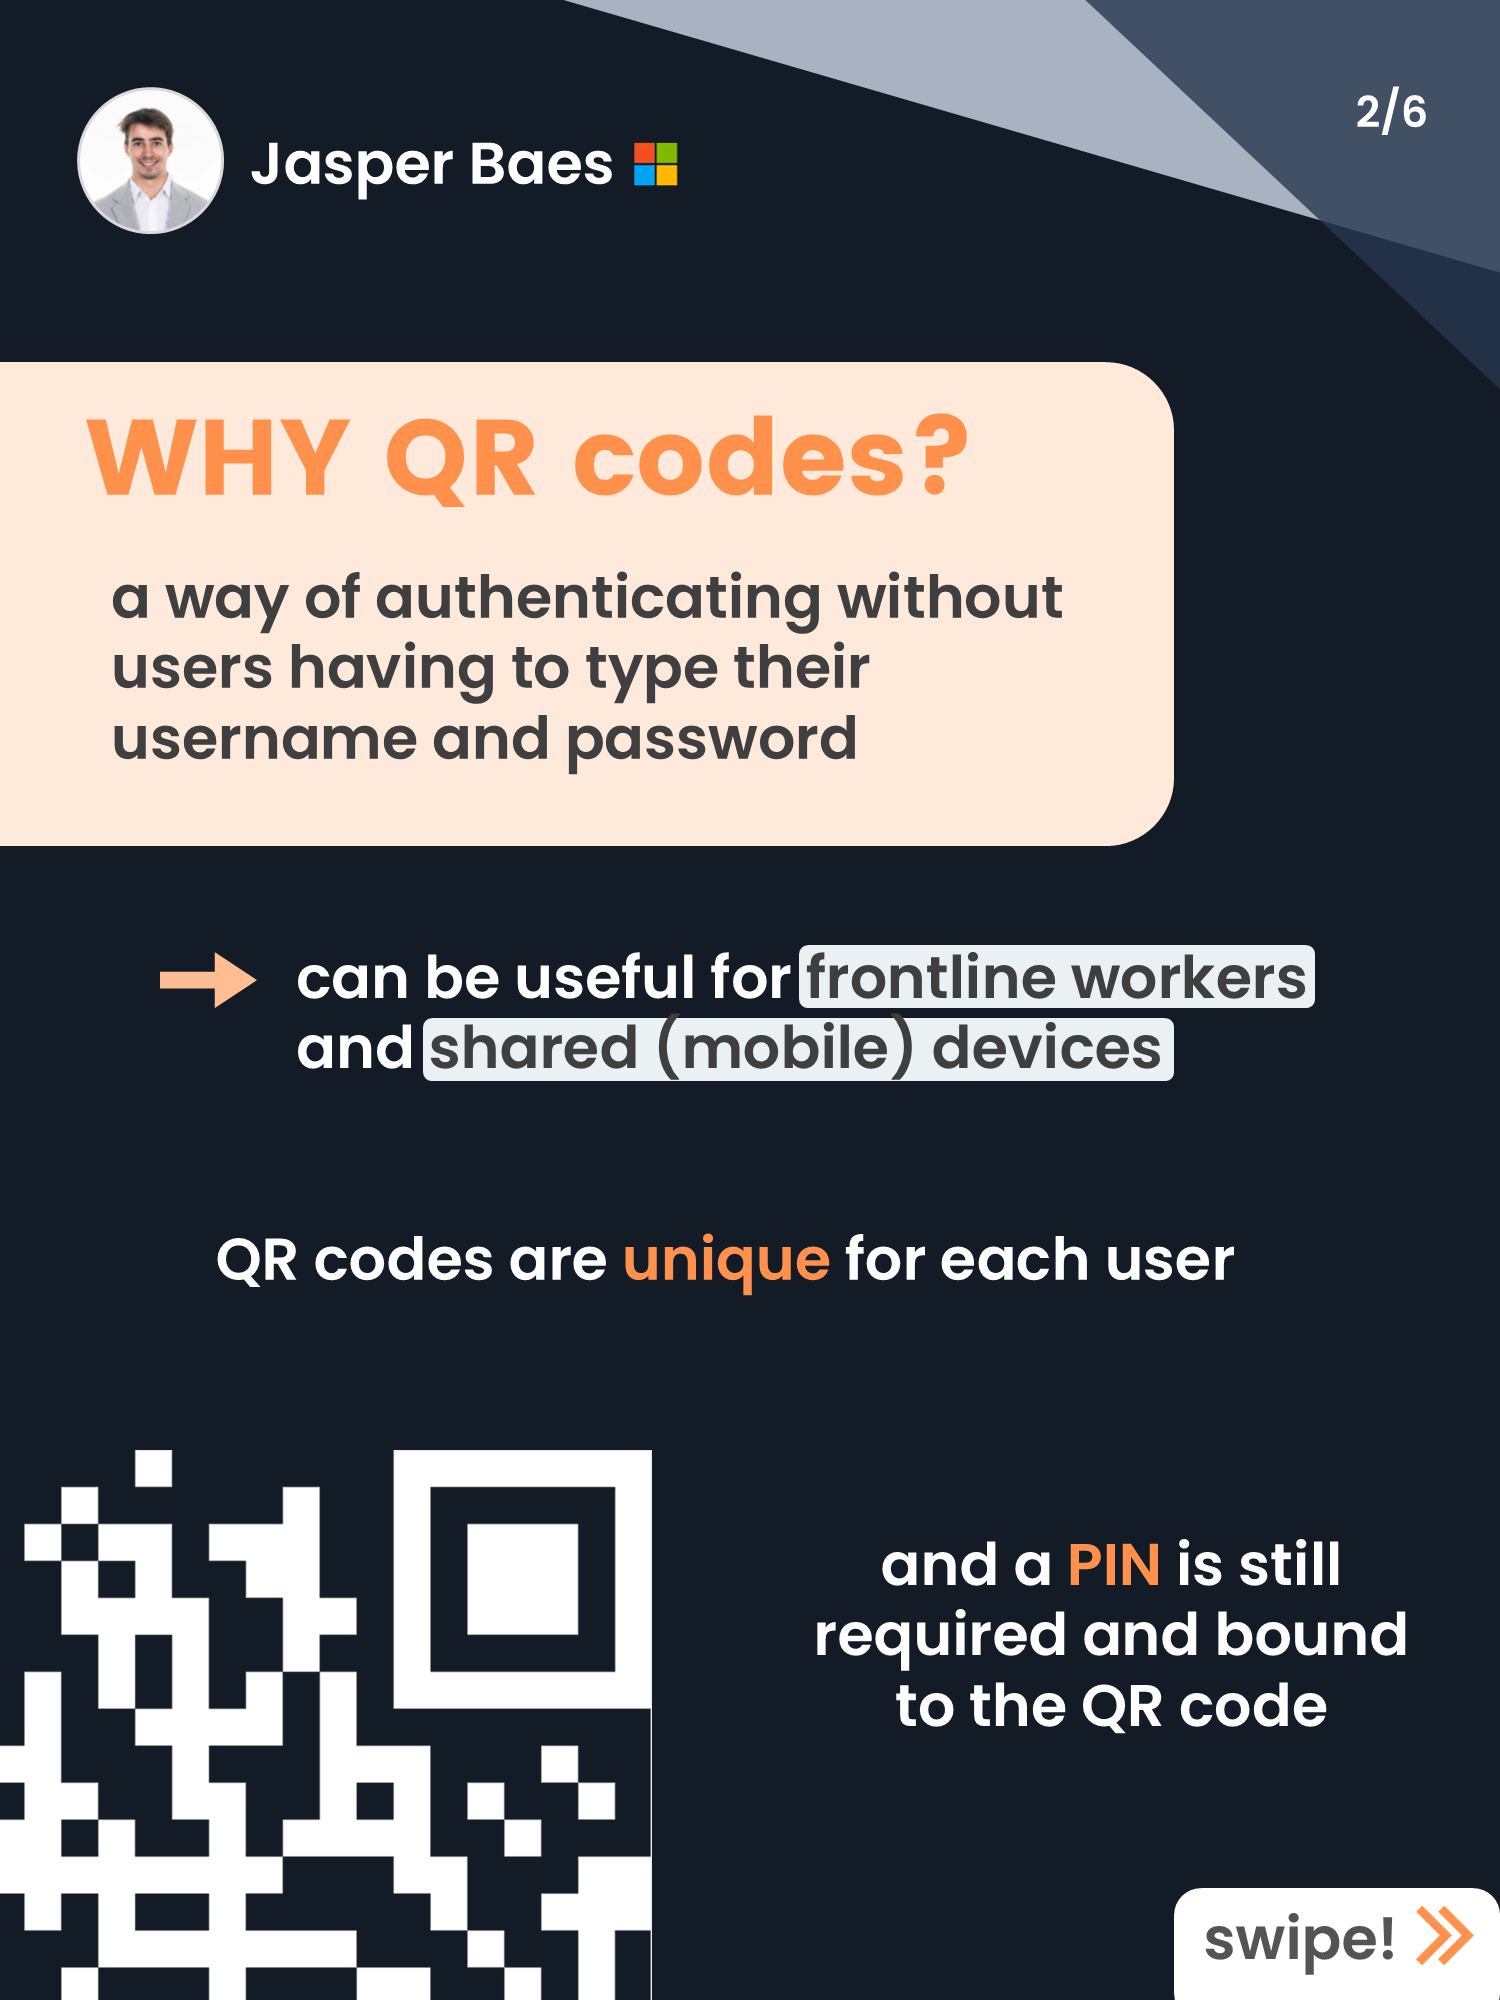 Jasper Baes
2/6
WHY QR codes?
a way of authenticating without
users having to type their
username and password
can be useful for frontline workers
and shared (mobile) devices
QR codes are unique for each user
and a PIN is still
required and bound
to the QR code
swipe!